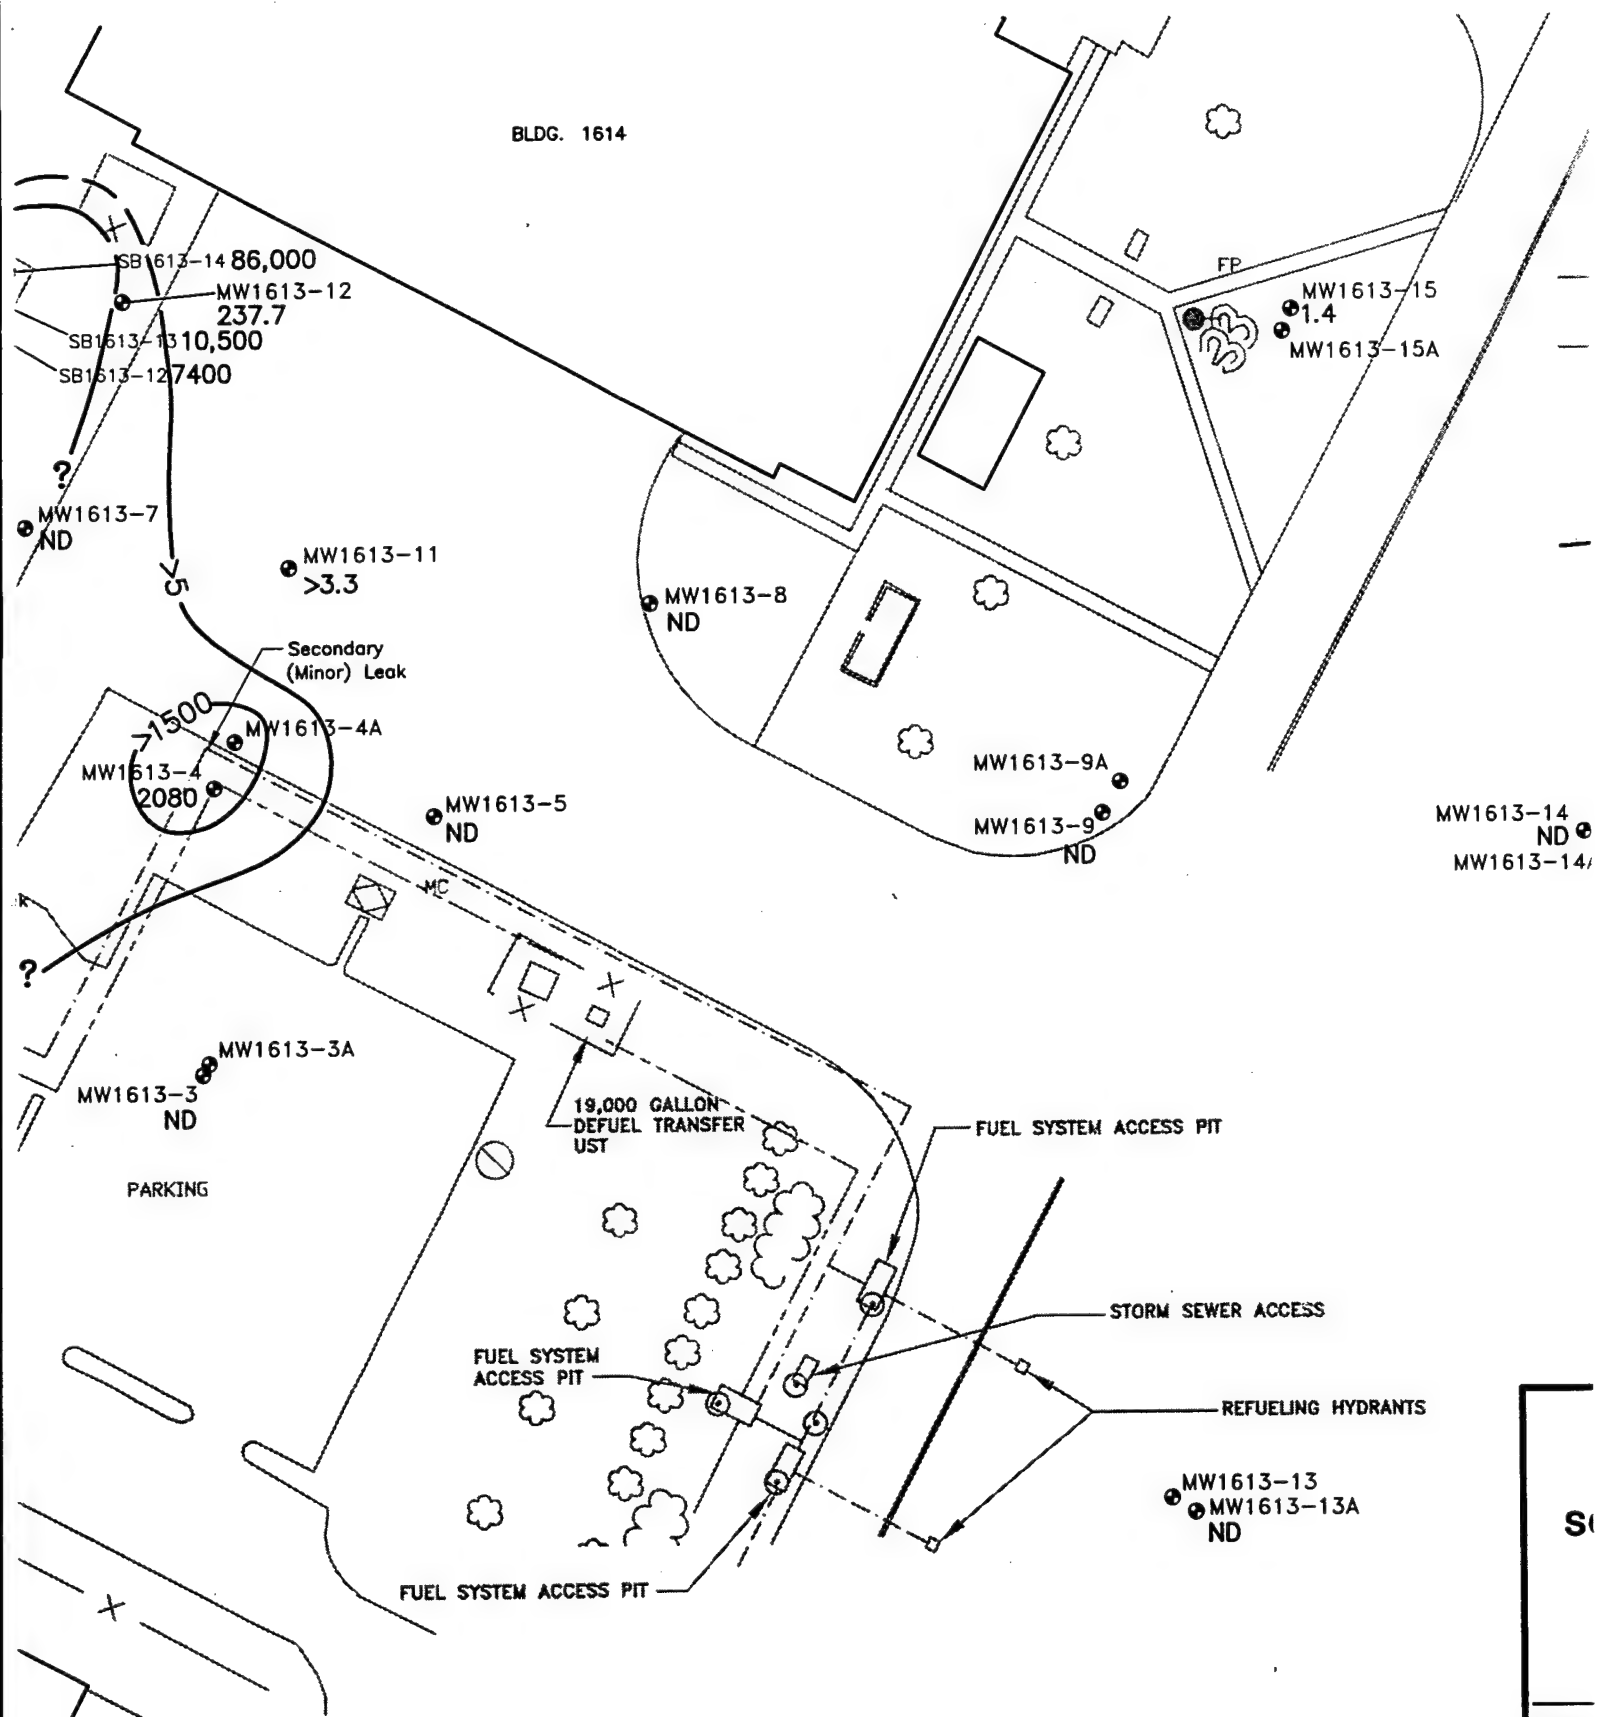 BLDG. 1614
SB1613-14 86,000
MW1613-12
237.7
SB1613-13 10,500
SB1613-12 7400
?
MW1613-7
ND
>5
MW1613-11
>3.3
MW1613-8
ND
FP
MW1613-15
1.4
MW1613-15A
Secondary
(Minor) Leak
>1500
MW1613-4A
MW1613-4
2080
MW1613-5
ND
MC
MW1613-9A
MW1613-9
ND
MW1613-14
ND
MW1613-14A
k
?
MW1613-3A
MW1613-3
ND
PARKING
19,000 GALLON
DEFUEL TRANSFER
UST
FUEL SYSTEM ACCESS PIT
STORM SEWER ACCESS
FUEL SYSTEM
ACCESS PIT
REFUELING HYDRANTS
MW1613-13
MW1613-13A
ND
FUEL SYSTEM ACCESS PIT